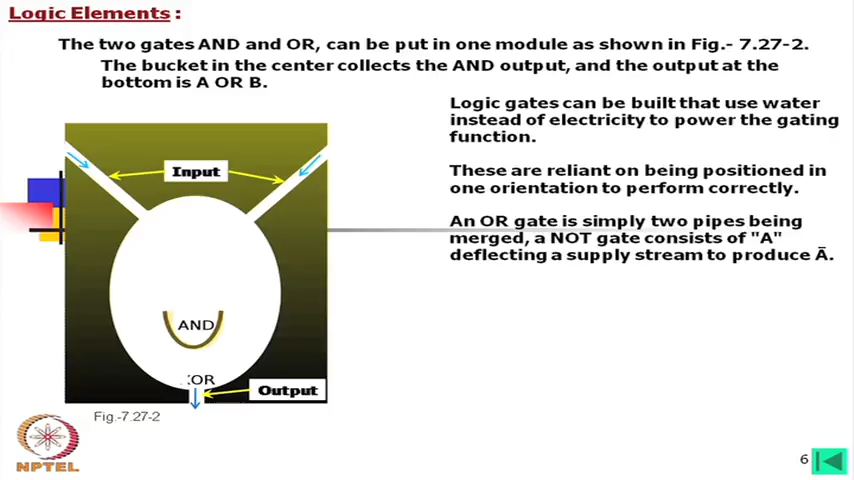 Logic Elements :
The two gates AND and OR, can be put in one module as shown in Fig.- 7.27-2.
The bucket in the center collects the AND output, and the output at the
bottom is A OR B.
Logic gates can be built that use water
instead of electricity to power the gating
function.
These are reliant on being positioned in
one orientation to perform correctly.
An OR gate is simply two pipes being
merged, a NOT gate consists of "A"
deflecting a supply stream to produce Ā.
Input
AND
OR
Output
Fig.-7.27-2
NPTEL
6